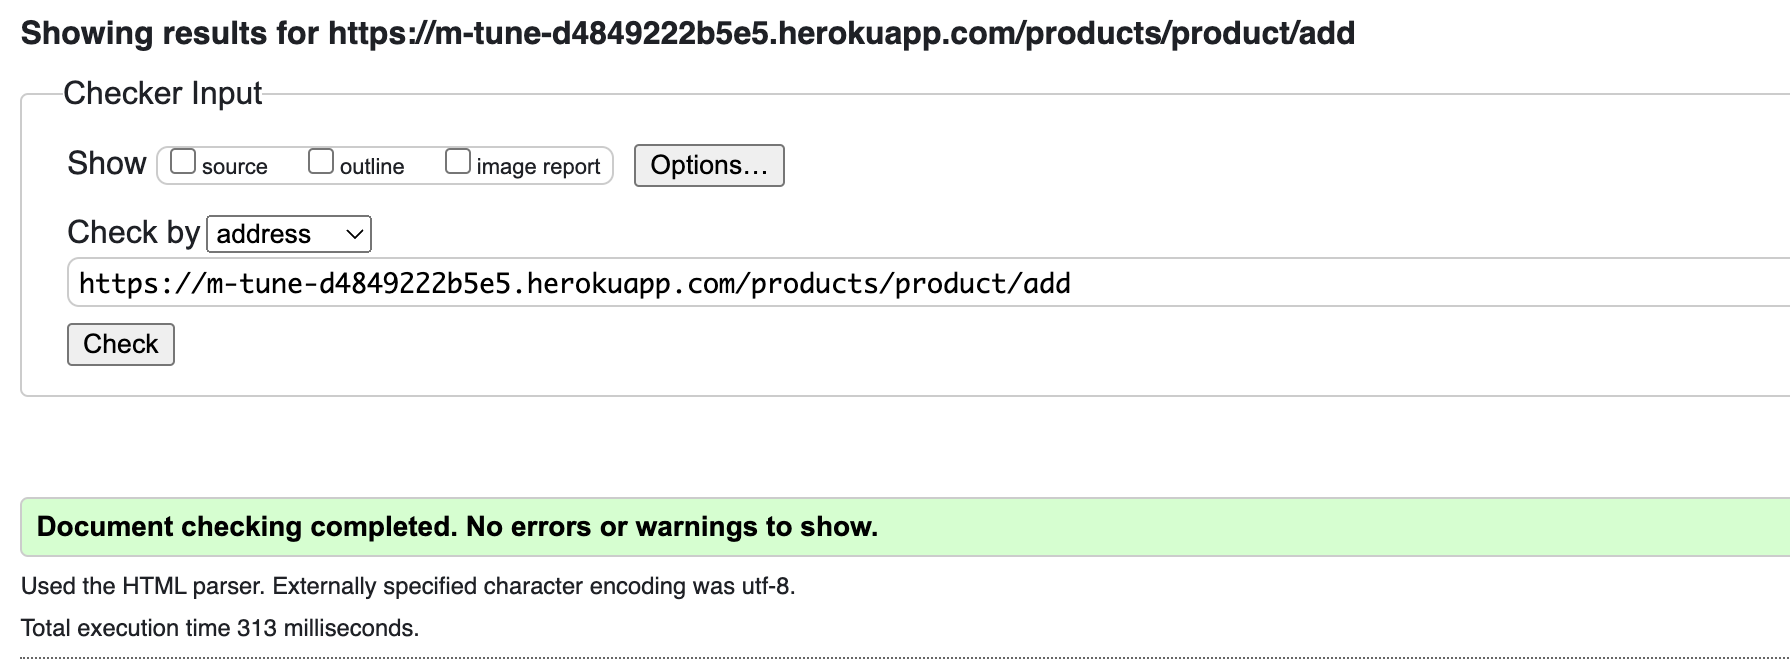 Showing results for https://m-tune-d4849222b5e5.herokuapp.com/products/product/add
Checker Input
Show source outline image report Options...
Check by address
https://m-tune-d4849222b5e5.herokuapp.com/products/product/add
Check
Document checking completed. No errors or warnings to show.
Used the HTML parser. Externally specified character encoding was utf-8.
Total execution time 313 milliseconds.